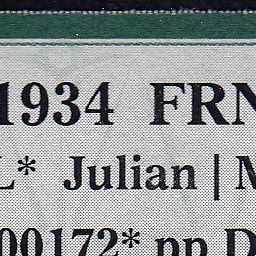 1934 FRN
L* Julian | M
00172* pp D